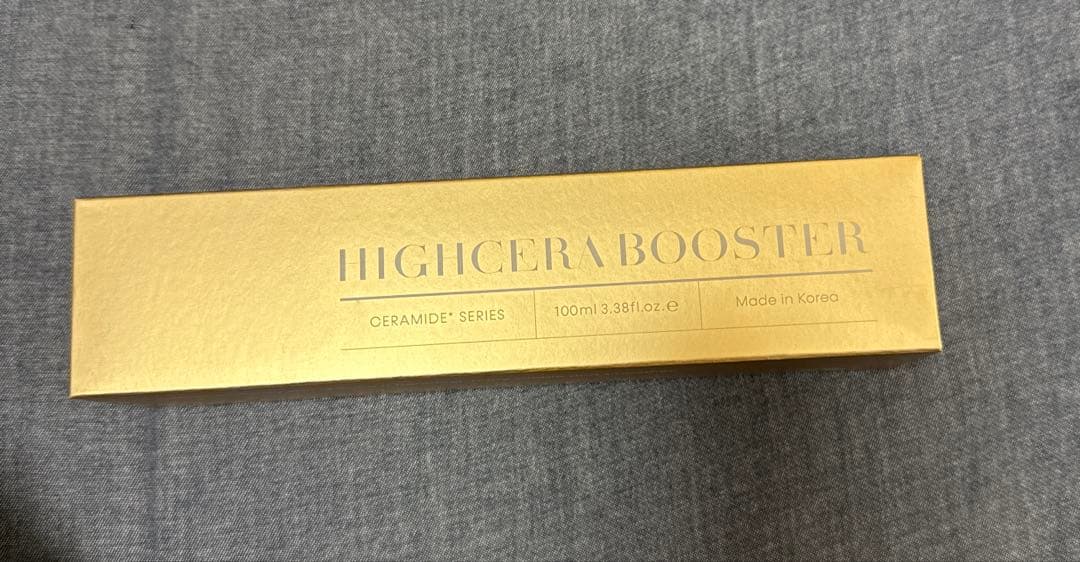 HIGHCERA BOOSTER
CERAMIDE* SERIES
100ml 3.38fl.oz.℮
Made in Korea